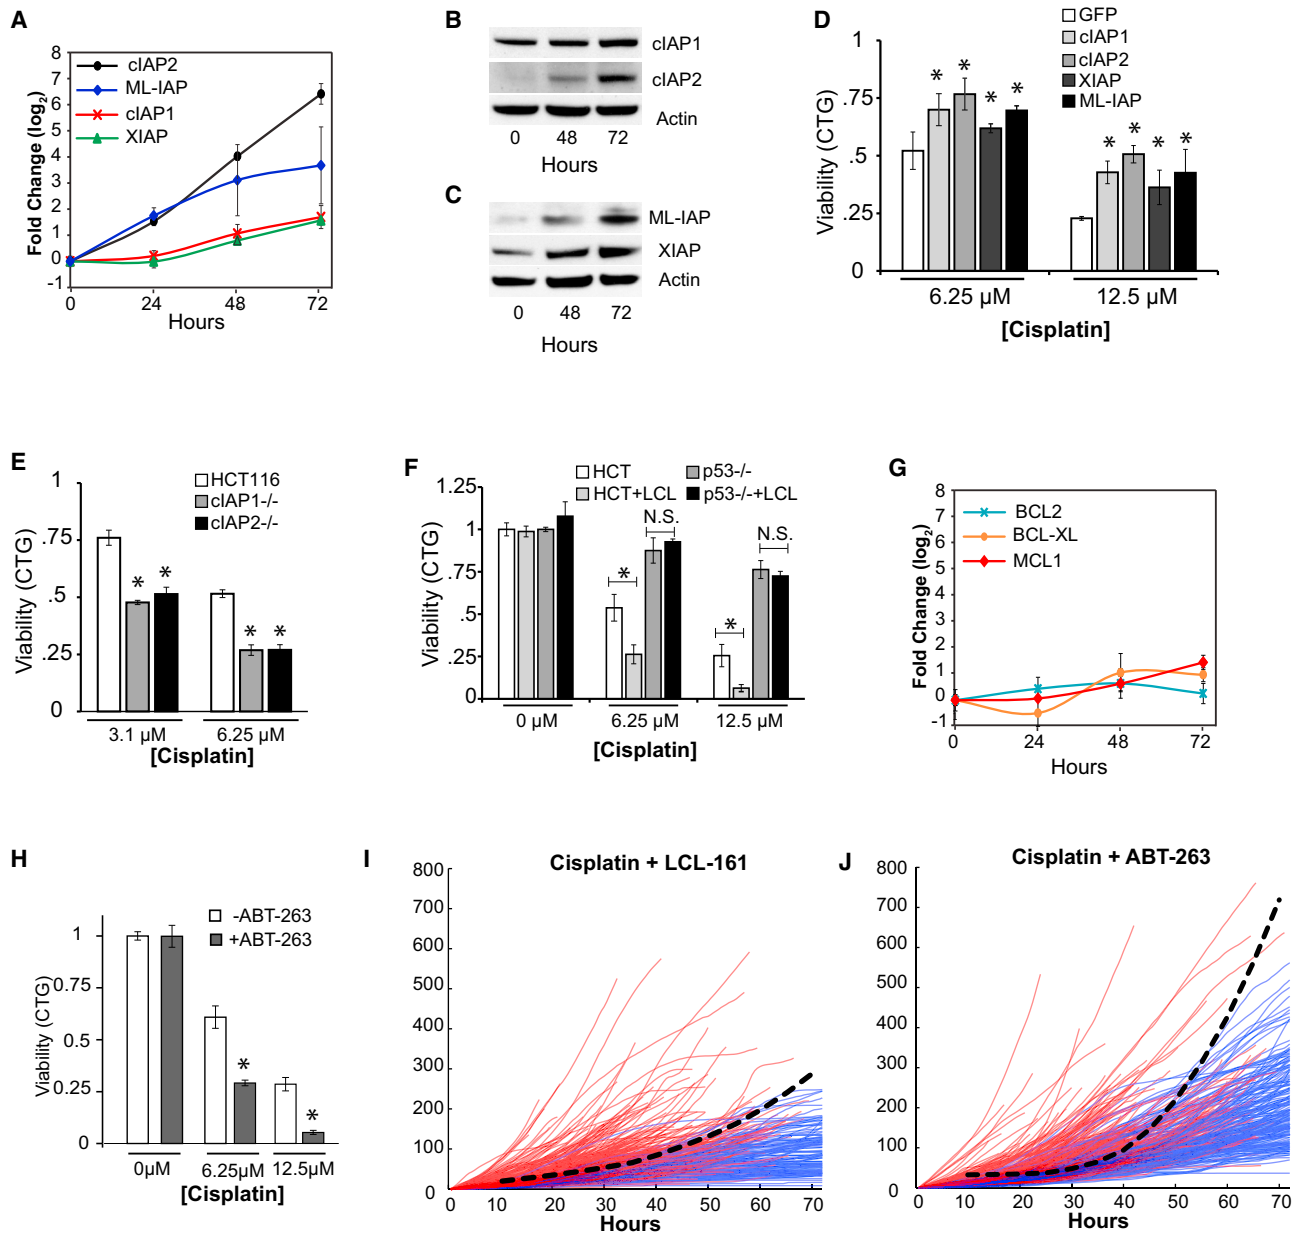 A
8
7
6
5
4
3
2
1
0
-1
Fold Change (log2)
cIAP2
ML-IAP
cIAP1
XIAP
0 24 48 72
Hours
B
cIAP1
cIAP2
Actin
0 48 72
Hours
C
ML-IAP
XIAP
Actin
0 48 72
Hours
D
GFP
cIAP1
cIAP2
XIAP
ML-IAP
1
.75
.5
.25
0
Viability (CTG)
* * * *
* * * *
6.25 µM 12.5 µM
[Cisplatin]
E
1
.75
.5
.25
0
Viability (CTG)
HCT116
cIAP1-/-
cIAP2-/-
* *
* *
3.1 µM 6.25 µM
[Cisplatin]
F
HCT p53-/-
HCT+LCL p53-/-+LCL
1.25
1
0.75
.5
.25
0
Viability (CTG)
* N.S.
* N.S.
0 µM 6.25 µM 12.5 µM
[Cisplatin]
G
8
7
6
5
4
3
2
1
0
-1
Fold Change (log2)
BCL2
BCL-XL
MCL1
0 24 48 72
Hours
H
-ABT-263
+ABT-263
1
0.75
0.5
0.25
0
Viability (CTG)
*
*
0µM 6.25µM 12.5µM
[Cisplatin]
I
Cisplatin + LCL-161
800
700
600
500
400
300
200
100
0
0 10 20 30 40 50 60 70
Hours
J
Cisplatin + ABT-263
800
700
600
500
400
300
200
100
0
0 10 20 30 40 50 60 70
Hours